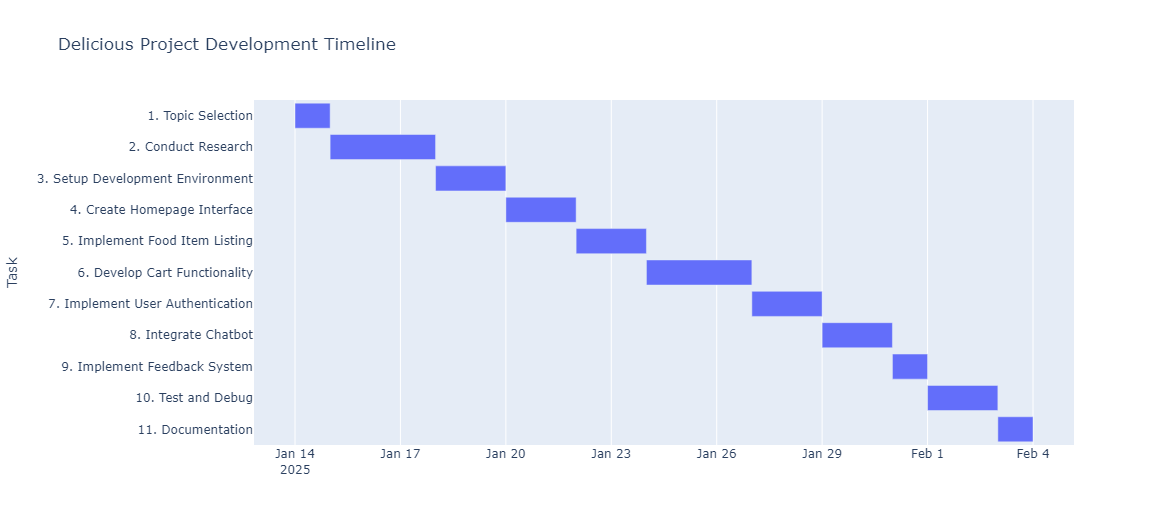 Delicious Project Development Timeline
Task
1. Topic Selection
2. Conduct Research
3. Setup Development Environment
4. Create Homepage Interface
5. Implement Food Item Listing
6. Develop Cart Functionality
7. Implement User Authentication
8. Integrate Chatbot
9. Implement Feedback System
10. Test and Debug
11. Documentation
Jan 14 Jan 17 Jan 20 Jan 23 Jan 26 Jan 29 Feb 1 Feb 4
2025